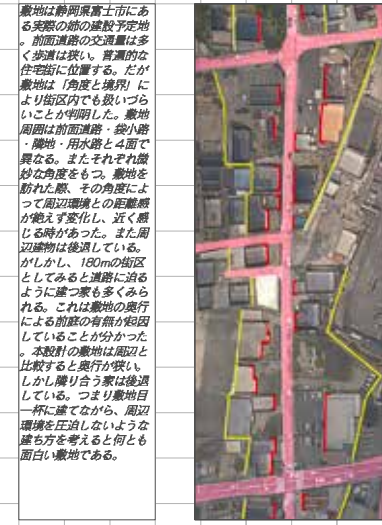 敷地は静岡県富士市にあ
る実際の姉の建設予定地
。前面道路の交通量は多
く歩道は狭い。普遍的な
住宅街に位置する。だが
敷地は「角度と境界」に
より街区内でも扱いづら
いことが判明した。敷地
周囲は前面道路・袋小路
・隣地・用水路と４面で
異なる。またそれぞれ微
妙な角度をもつ。敷地を
訪れた際、その角度によ
って周辺環境との距離感
が絶えず変化し、近く感
じる時があった。また周
辺建物は後退している。
がしかし、180mの街区
としてみると道路に迫る
ように建つ家も多くみら
れる。これは敷地の奥行
による前庭の有無が起因
していることが分かった
。本設計の敷地は周辺と
比較すると奥行が狭い。
しかし隣り合う家は後退
している。つまり敷地目
一杯に建てながら、周辺
環境を圧迫しないような
建ち方を考えると何とも
面白い敷地である。